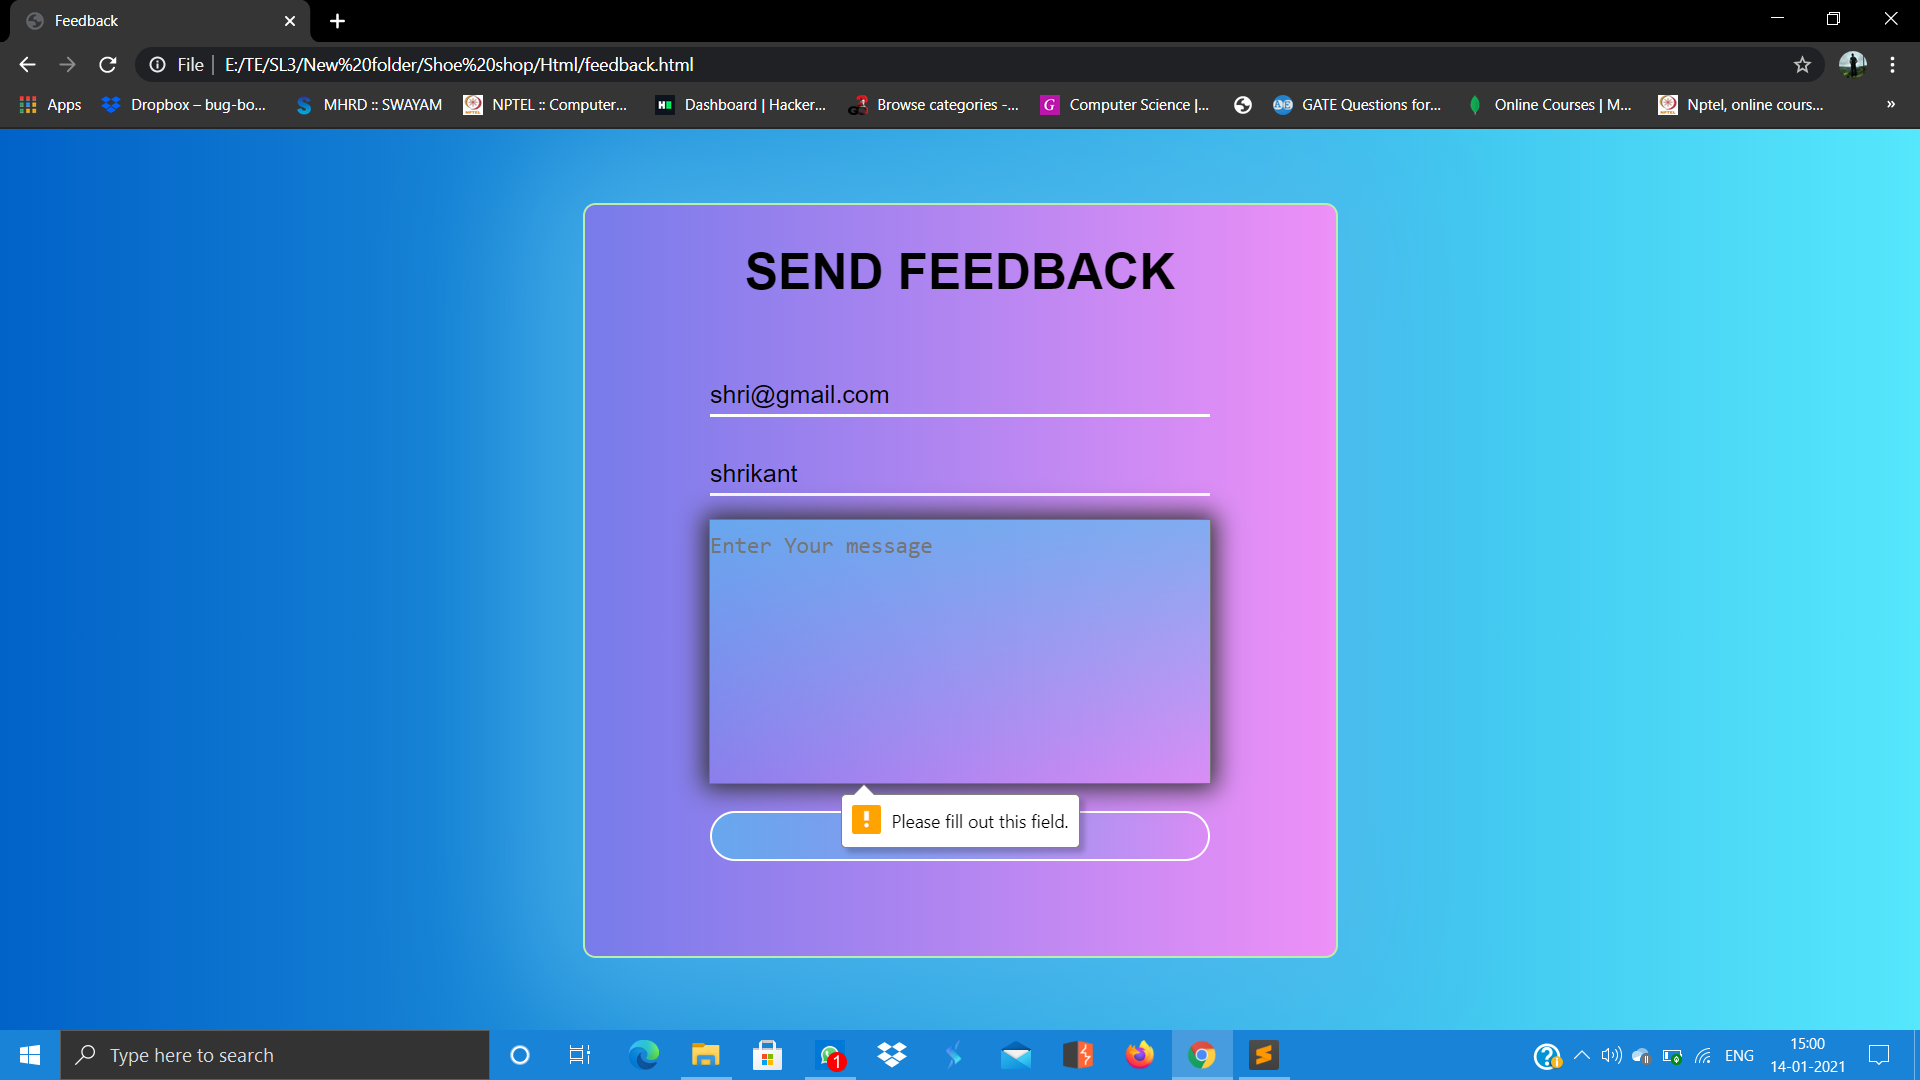 Feedback
File | E:/TE/SL3/New%20folder/Shoe%20shop/Html/feedback.html
Apps Dropbox – bug-bo... MHRD :: SWAYAM NPTEL :: Computer... Dashboard | Hacker... Browse categories -... Computer Science |... GATE Questions for... Online Courses | M... Nptel, online cours... »
SEND FEEDBACK
shri@gmail.com
shrikant
Enter Your message
Please fill out this field.
Type here to search
1
ENG
15:00
14-01-2021